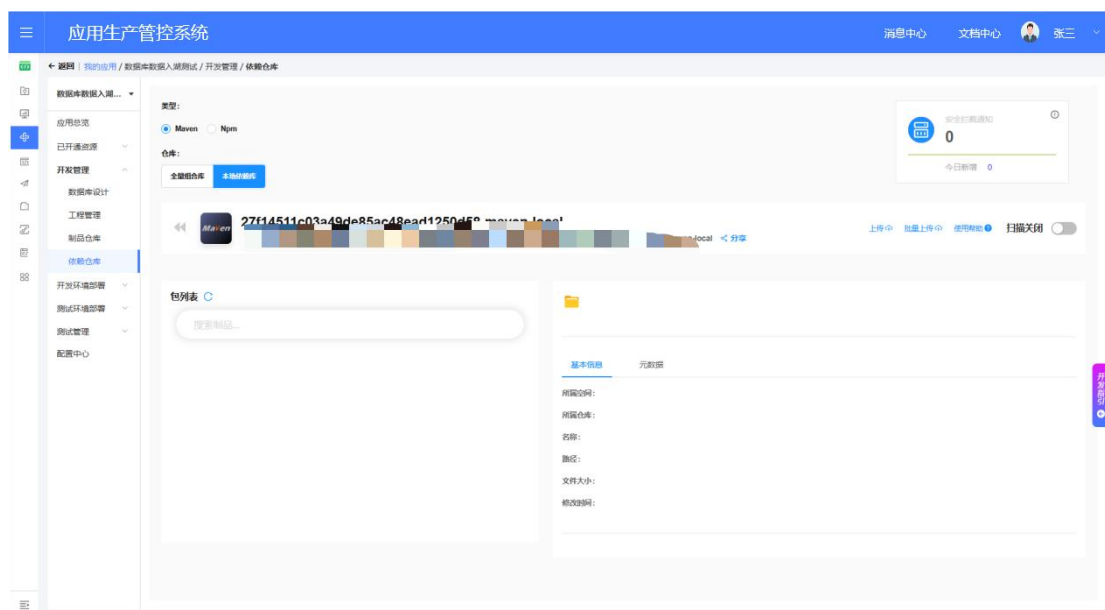 应用生产管控系统
消息中心
文档中心
张三
返回 | 我的应用 / 数据库数据入湖测试 / 开发管理 / 依赖仓库
数据库数据入湖...
应用总览
已开通资源
开发管理
数据库设计
工程管理
制品仓库
依赖仓库
开发环境部署
测试环境部署
测试管理
配置中心
类型:
Maven
Npm
仓库:
全量组合库
本地依赖库
安全拦截通知
0
今日新增 0
Maven
-local
分享
上传
批量上传
使用帮助
扫描关闭
包列表
搜索制品...
基本信息
元数据
所属空间:
所属仓库:
名称:
路径:
文件大小:
修改时间:
开发指引